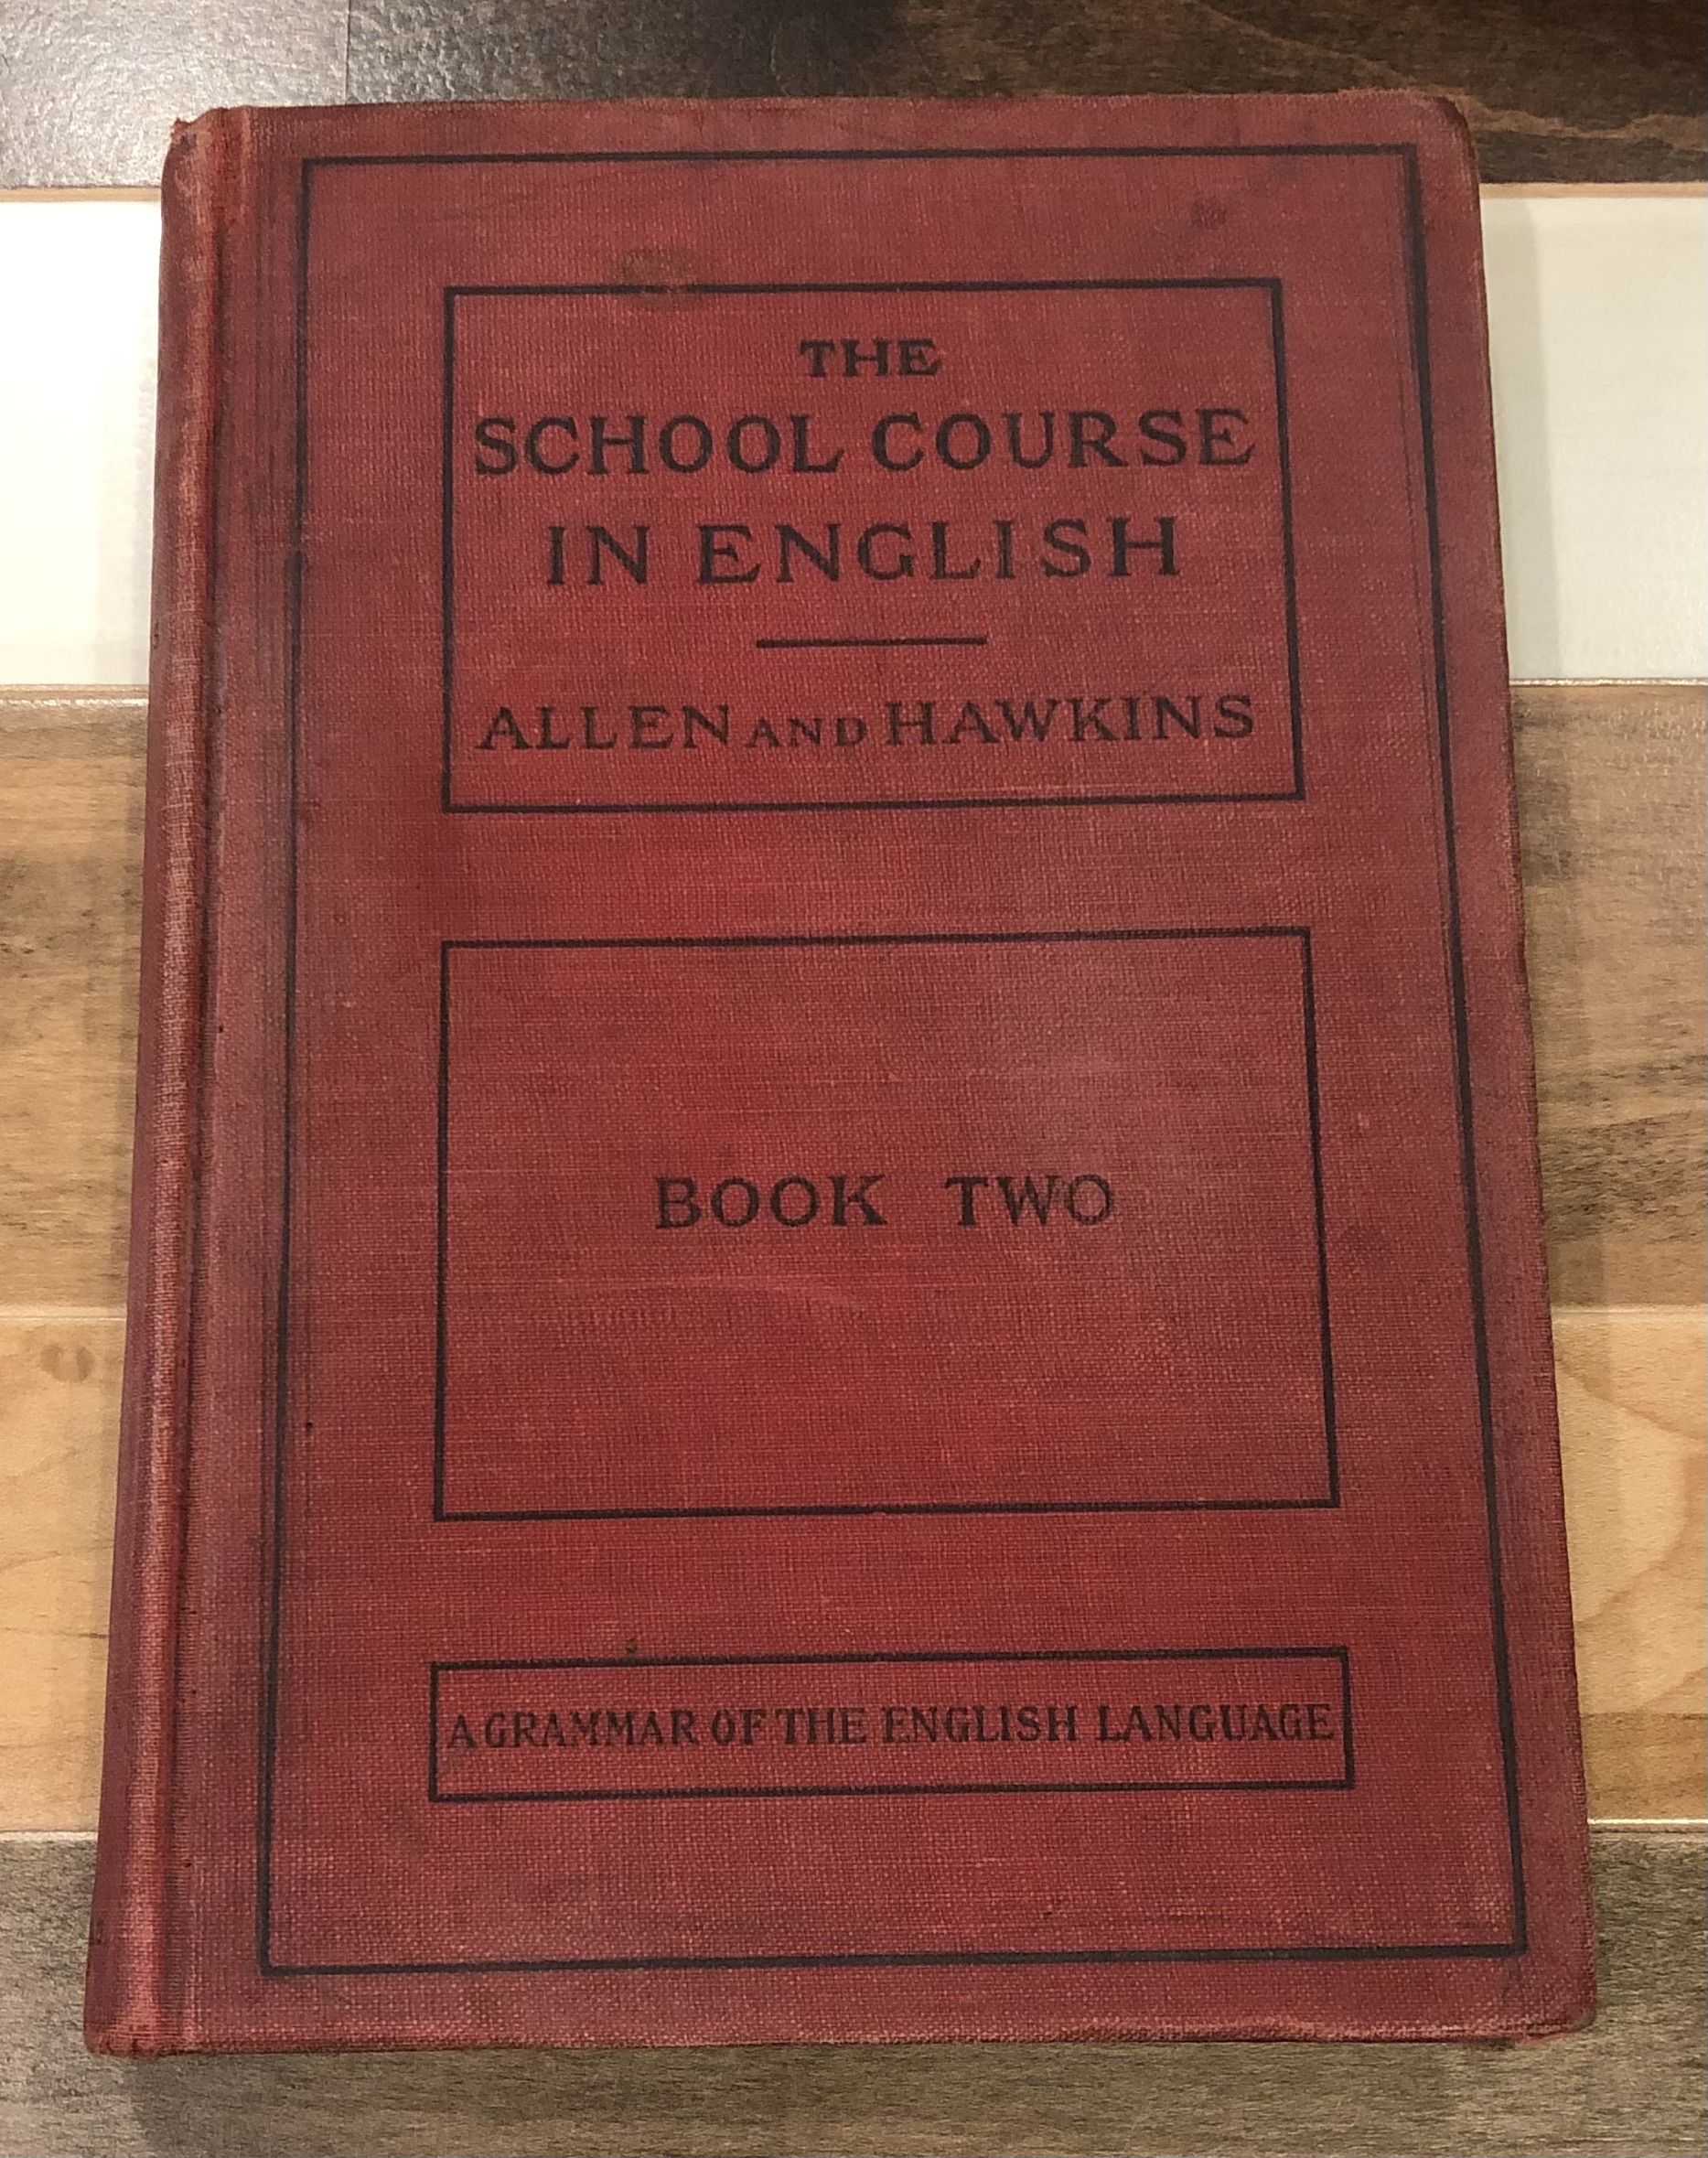 THE
SCHOOL COURSE
IN ENGLISH
ALLEN AND HAWKINS
BOOK TWO
A GRAMMAR OF THE ENGLISH LANGUAGE